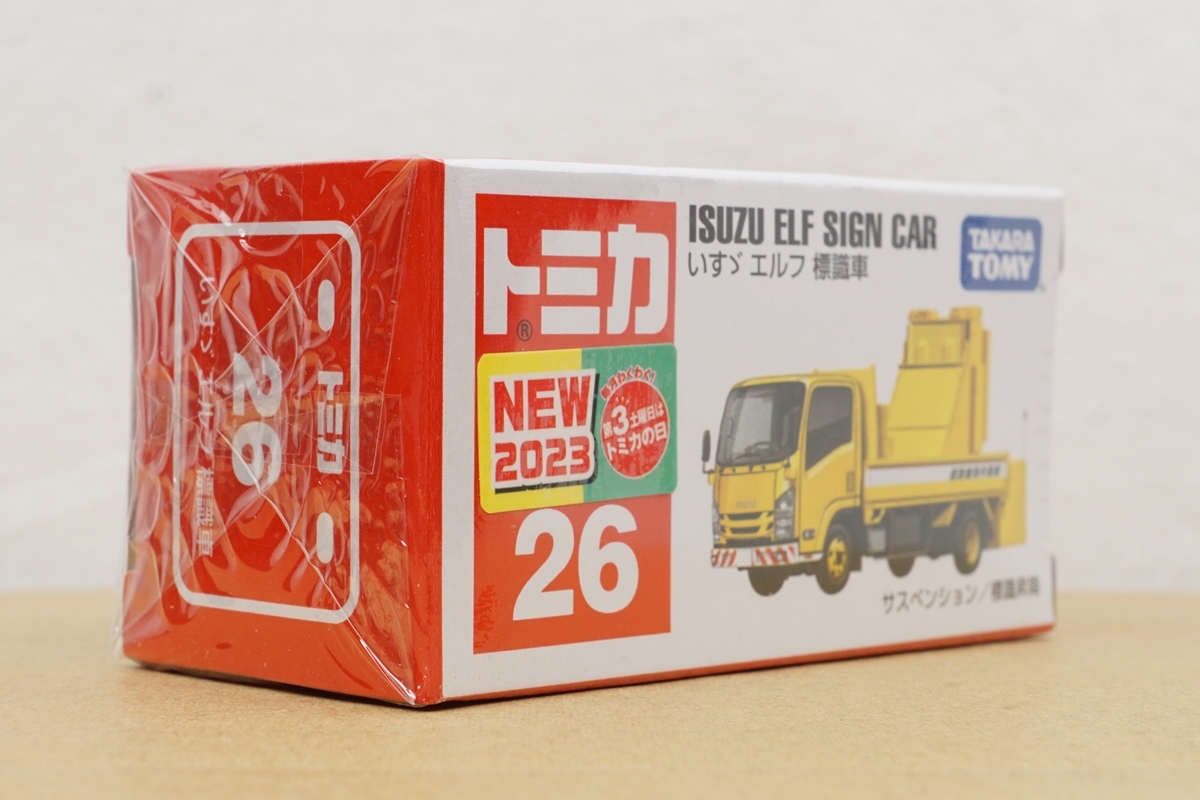 トミカ
®
NEW
2023
毎月わくわく!
第3土曜日は
トミカの日
26
ISUZU ELF SIGN CAR
いすゞ エルフ 標識車
TAKARA
TOMY
ISUZU
サスペンション/標識昇降
トミカ
26
いすゞ エルフ 標識車